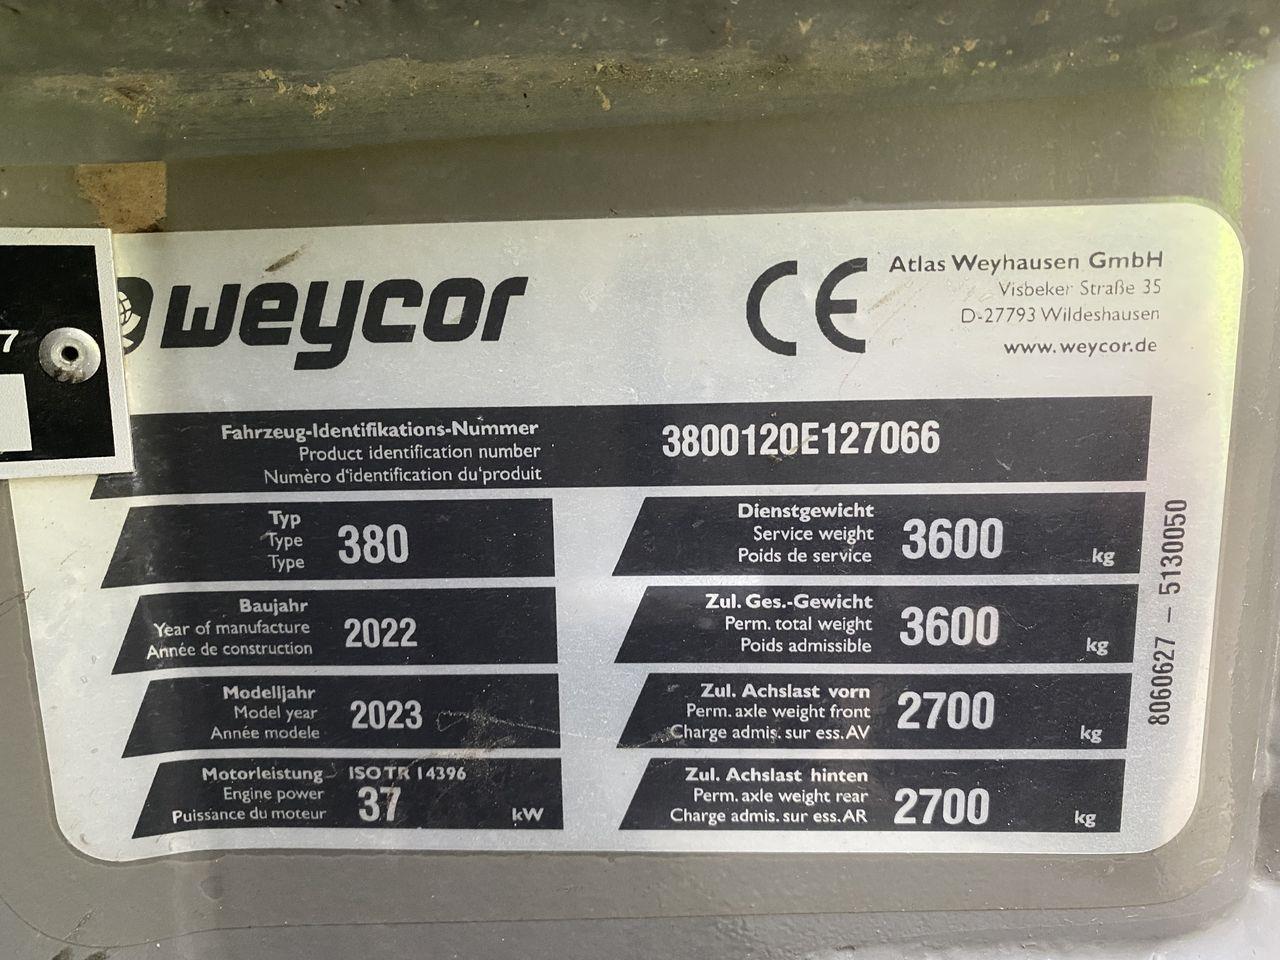 weycor
CE
Atlas Weyhausen GmbH
Visbeker Straße 35
D-27793 Wildeshausen
www.weycor.de
7
Fahrzeug-Identifikations-Nummer
Product identification number
Numèro d'identification du'produit
3800120E127066
Typ
Type
Type
380
Baujahr
Year of manufacture
Année de construction
2022
Modelljahr
Model year
Année modele
2023
Motorleistung
Engine power
Puissance du moteur
ISO TR 14396
37
kW
Dienstgewicht
Service weight
Poids de service
3600
kg
Zul. Ges.-Gewicht
Perm. total weight
Poids admissible
3600
kg
Zul. Achslast vorn
Perm. axle weight front
Charge admis. sur ess. AV
2700
kg
Zul. Achslast hinten
Perm. axle weight rear
Charge admis. sur ess. AR
2700
kg
8060627 – 5130050